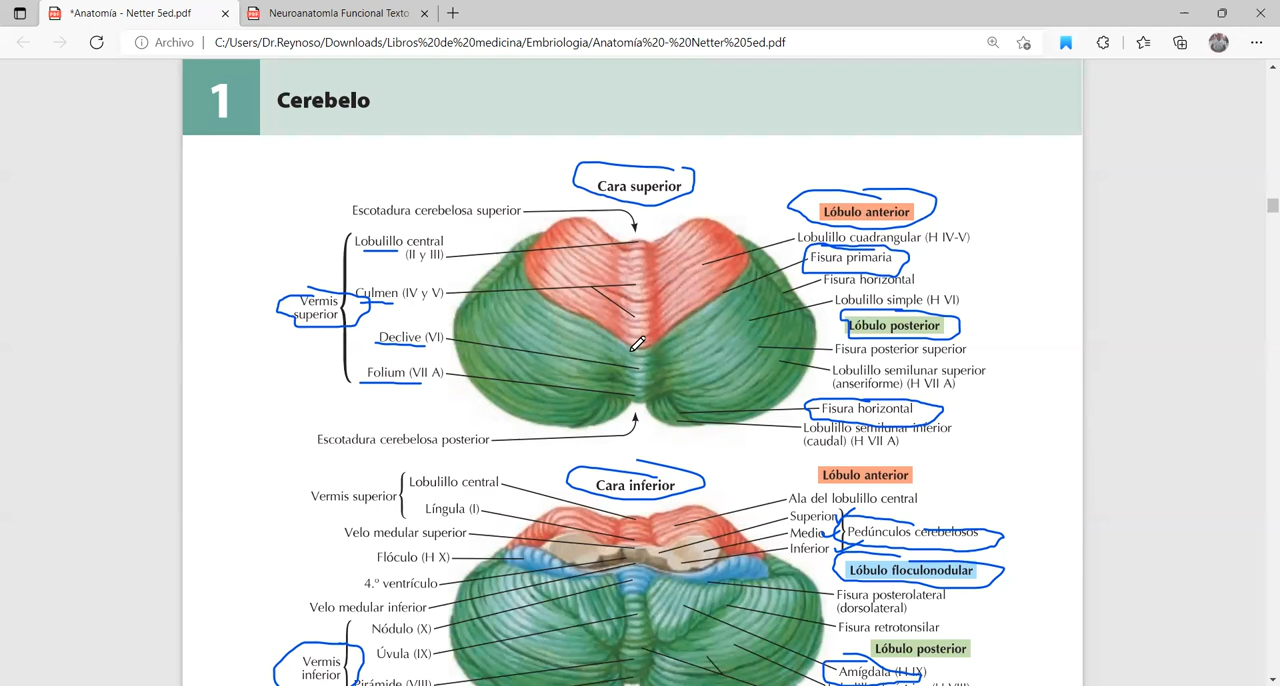 *Anatomía - Netter 5ed.pdf
Neuroanatomía Funcional Texto
Archivo
C:/Users/Dr.Reynoso/Downloads/Libros%20de%20medicina/Embriologia/Anatomía%20-%20Netter%205ed.pdf
1
Cerebelo
Cara superior
Escotadura cerebelosa superior
Lobulillo central
(II y III)
Culmen (IV y V)
Vermis
superior
Declive (VI)
Folium (VII A)
Escotadura cerebelosa posterior
Lóbulo anterior
Lobulillo cuadrangular (H IV-V)
Fisura primaria
Fisura horizontal
Lobulillo simple (H VI)
Lóbulo posterior
Fisura posterior superior
Lobulillo semilunar superior
(anseriforme) (H VII A)
Fisura horizontal
Lobulillo semilunar inferior
(caudal) (H VII A)
Cara inferior
Vermis superior
Lobulillo central
Língula (I)
Velo medular superior
Flóculo (H X)
4.º ventrículo
Velo medular inferior
Nódulo (X)
Úvula (IX)
Vermis
inferior
Pirámide (VIII)
Lóbulo anterior
Ala del lobulillo central
Superior
Medio
Inferior
Pedúnculos cerebelosos
Lóbulo floculonodular
Fisura posterolateral
(dorsolateral)
Fisura retrotonsilar
Lóbulo posterior
Amígdala (H IX)